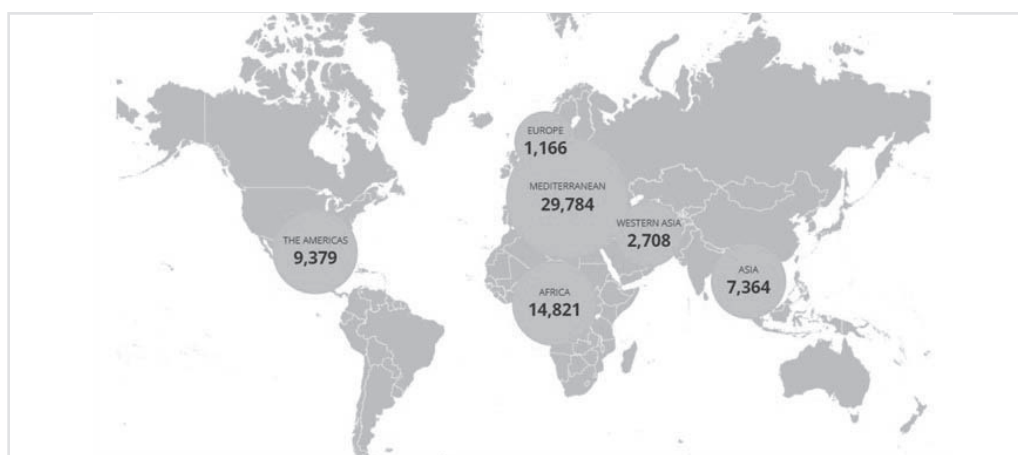 EUROPE
1,166
MEDITERRANEAN
29,784
WESTERN ASIA
2,708
THE AMERICAS
9,379
ASIA
7,364
AFRICA
14,821